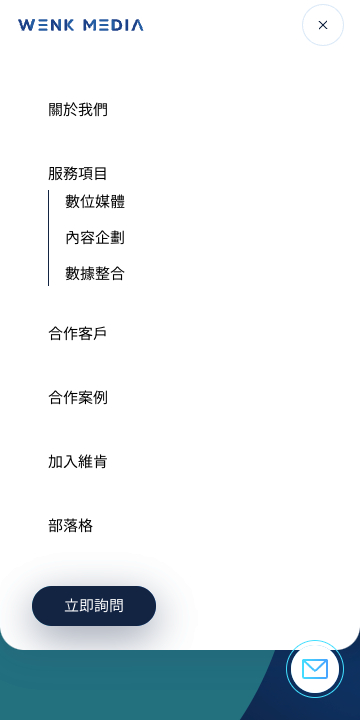 WENK MEDIA
關於我們
服務項目
數位媒體
內容企劃
數據整合
合作客戶
合作案例
加入維肯
部落格
立即詢問